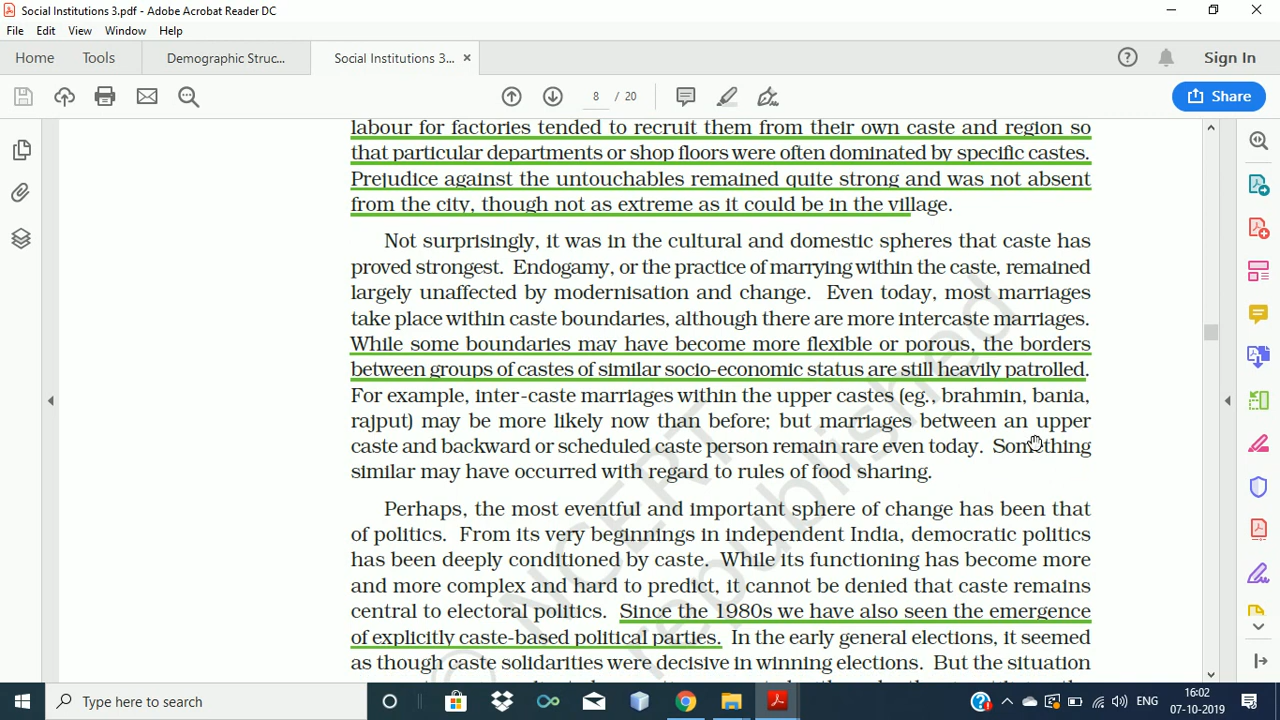 Social Institutions 3.pdf - Adobe Acrobat Reader DC
File Edit View Window Help
Home Tools Demographic Struc... Social Institutions 3... × Sign In
8 / 20 Share
labour for factories tended to recruit them from their own caste and region so
that particular departments or shop floors were often dominated by specific castes.
Prejudice against the untouchables remained quite strong and was not absent
from the city, though not as extreme as it could be in the village.
Not surprisingly, it was in the cultural and domestic spheres that caste has
proved strongest. Endogamy, or the practice of marrying within the caste, remained
largely unaffected by modernisation and change. Even today, most marriages
take place within caste boundaries, although there are more intercaste marriages.
While some boundaries may have become more flexible or porous, the borders
between groups of castes of similar socio-economic status are still heavily patrolled.
For example, inter-caste marriages within the upper castes (eg., brahmin, bania,
rajput) may be more likely now than before; but marriages between an upper
caste and backward or scheduled caste person remain rare even today. Something
similar may have occurred with regard to rules of food sharing.
Perhaps, the most eventful and important sphere of change has been that
of politics. From its very beginnings in independent India, democratic politics
has been deeply conditioned by caste. While its functioning has become more
and more complex and hard to predict, it cannot be denied that caste remains
central to electoral politics. Since the 1980s we have also seen the emergence
of explicitly caste-based political parties. In the early general elections, it seemed
as though caste solidarities were decisive in winning elections. But the situation
© NCERT
republished
Type here to search
ENG
16:02
07-10-2019